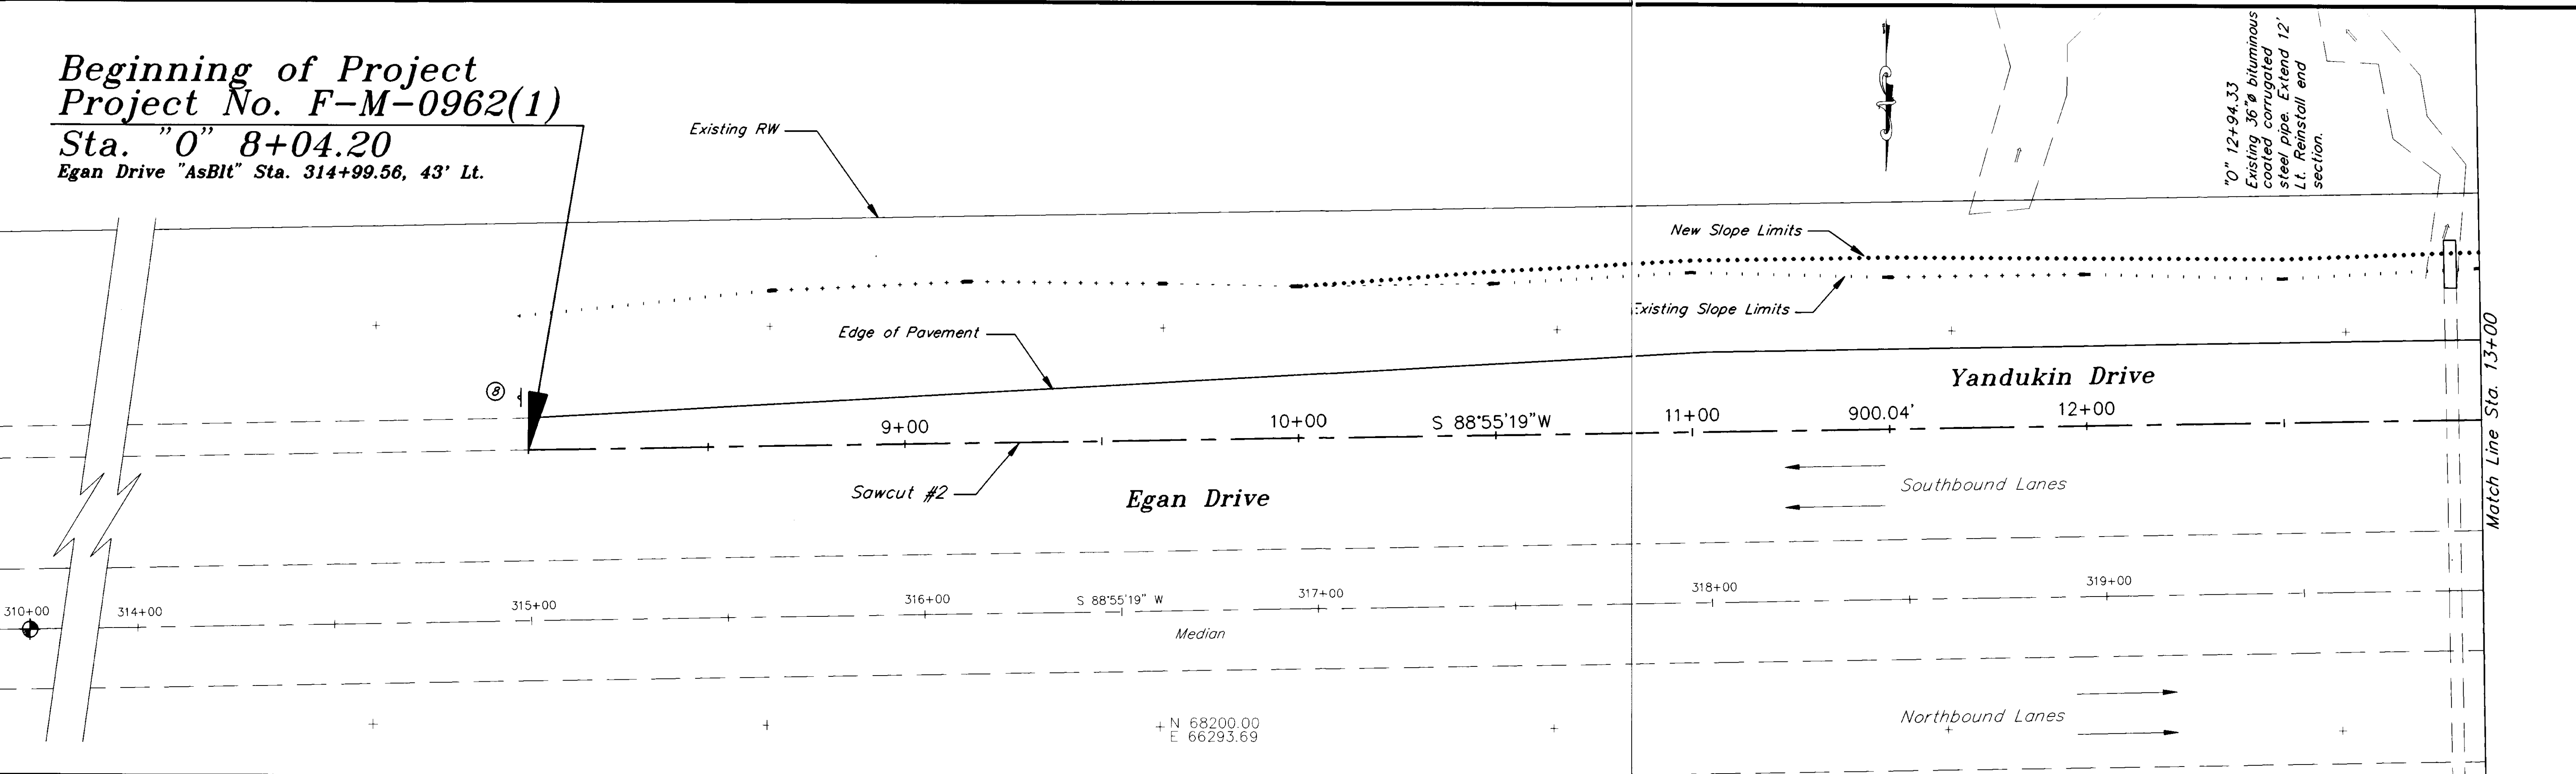 Beginning of Project
Project No. F-M-0962(1)
Sta. "O" 8+04.20
Egan Drive "AsBlt" Sta. 314+99.56, 43' Lt.
Existing RW
"O" 12+94.33
Existing 36"ø bituminous
coated corrugated
steel pipe. Extend 12'
Lt. Reinstall end
section.
New Slope Limits
Existing Slope Limits
Edge of Pavement
Yandukin Drive
8
9+00
10+00
S 88°55'19"W
11+00
900.04'
12+00
Match Line Sta. 13+00
Sawcut #2
Egan Drive
Southbound Lanes
310+00
314+00
315+00
316+00
S 88°55'19" W
317+00
318+00
319+00
Median
Northbound Lanes
N 68200.00
E 66293.69